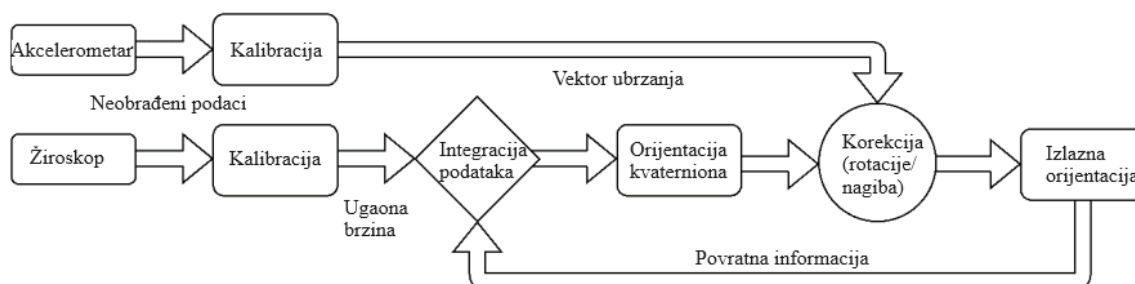 Akcelerometar
Kalibracija
Vektor ubrzanja
Neobrađeni podaci
Žiroskop
Kalibracija
Ugaona
brzina
Integracija
podataka
Orijentacija
kvaterniona
Korekcija
(rotacije/
nagiba)
Izlazna
orijentacija
Povratna informacija